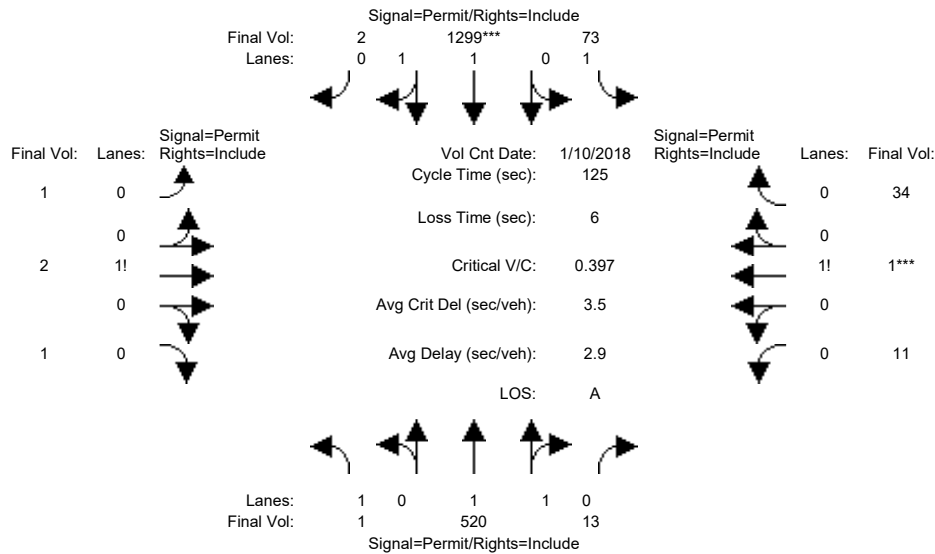 Signal=Permit/Rights=Include
Final Vol: 2 1299*** 73
Lanes: 0 1 1 0 1
Signal=Permit
Rights=Include
Final Vol: Lanes:
Vol Cnt Date: 1/10/2018
Signal=Permit
Rights=Include
Lanes: Final Vol:
Cycle Time (sec): 125
1 0
0 34
Loss Time (sec): 6
0
0
2 1!
Critical V/C: 0.397
1! 1***
0
Avg Crit Del (sec/veh): 3.5
0
1 0
Avg Delay (sec/veh): 2.9
0 11
LOS: A
Lanes: 1 0 1 1 0
Final Vol: 1 520 13
Signal=Permit/Rights=Include